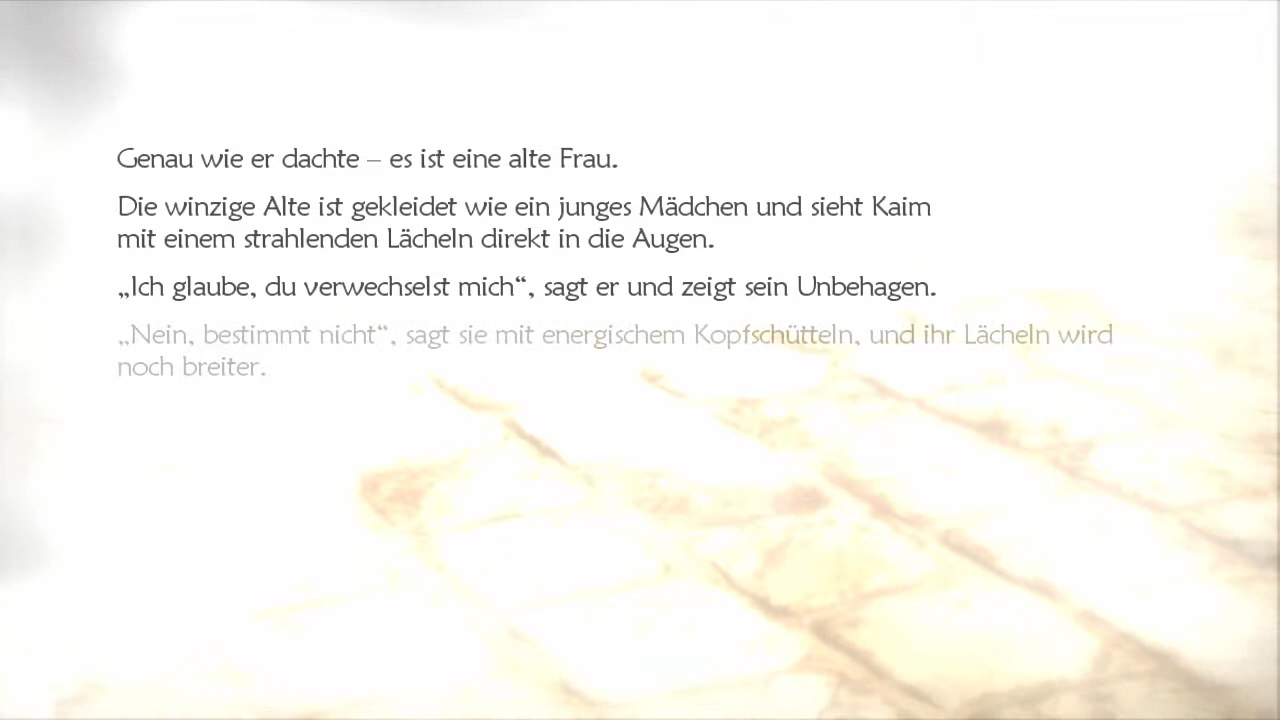 Genau wie er dachte – es ist eine alte Frau.
Die winzige Alte ist gekleidet wie ein junges Mädchen und sieht Kaim
mit einem strahlenden Lächeln direkt in die Augen.
„Ich glaube, du verwechselst mich“, sagt er und zeigt sein Unbehagen.
„Nein, bestimmt nicht“, sagt sie mit energischem Kopfschütteln, und ihr Lächeln wird
noch breiter.